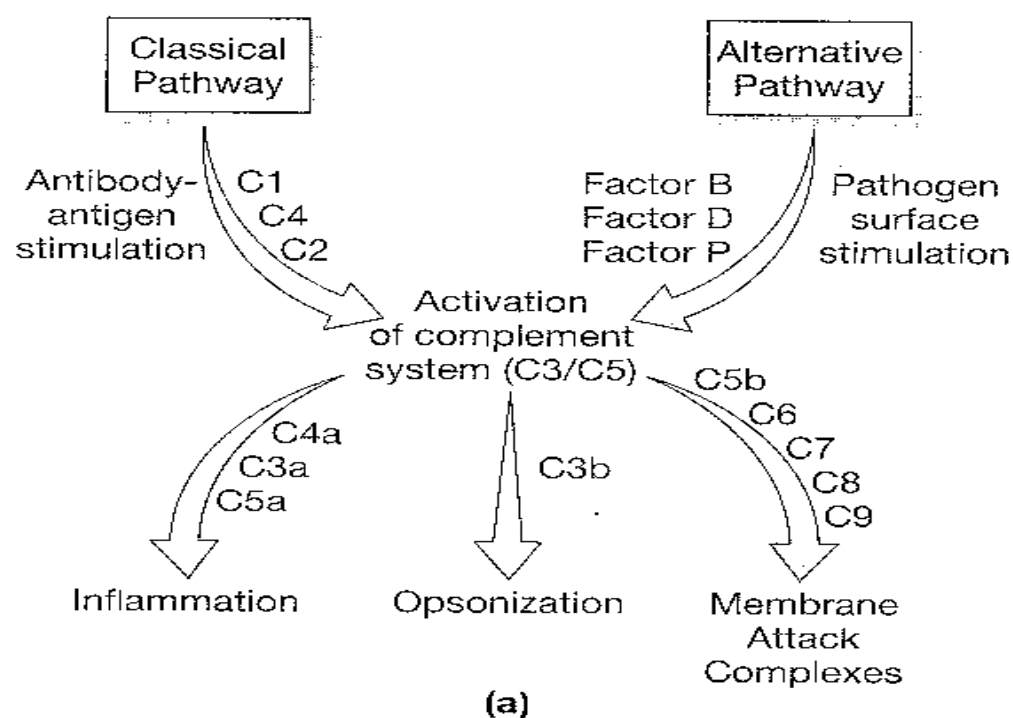 Classical
Pathway
Alternative
Pathway
Antibody-
antigen
stimulation
C1
C4
C2
Factor B
Factor D
Factor P
Pathogen
surface
stimulation
Activation
of complement
system (C3/C5)
C4a
C3a
C5a
C3b
C5b
C6
C7
C8
C9
Inflammation
Opsonization
Membrane
Attack
Complexes
(a)